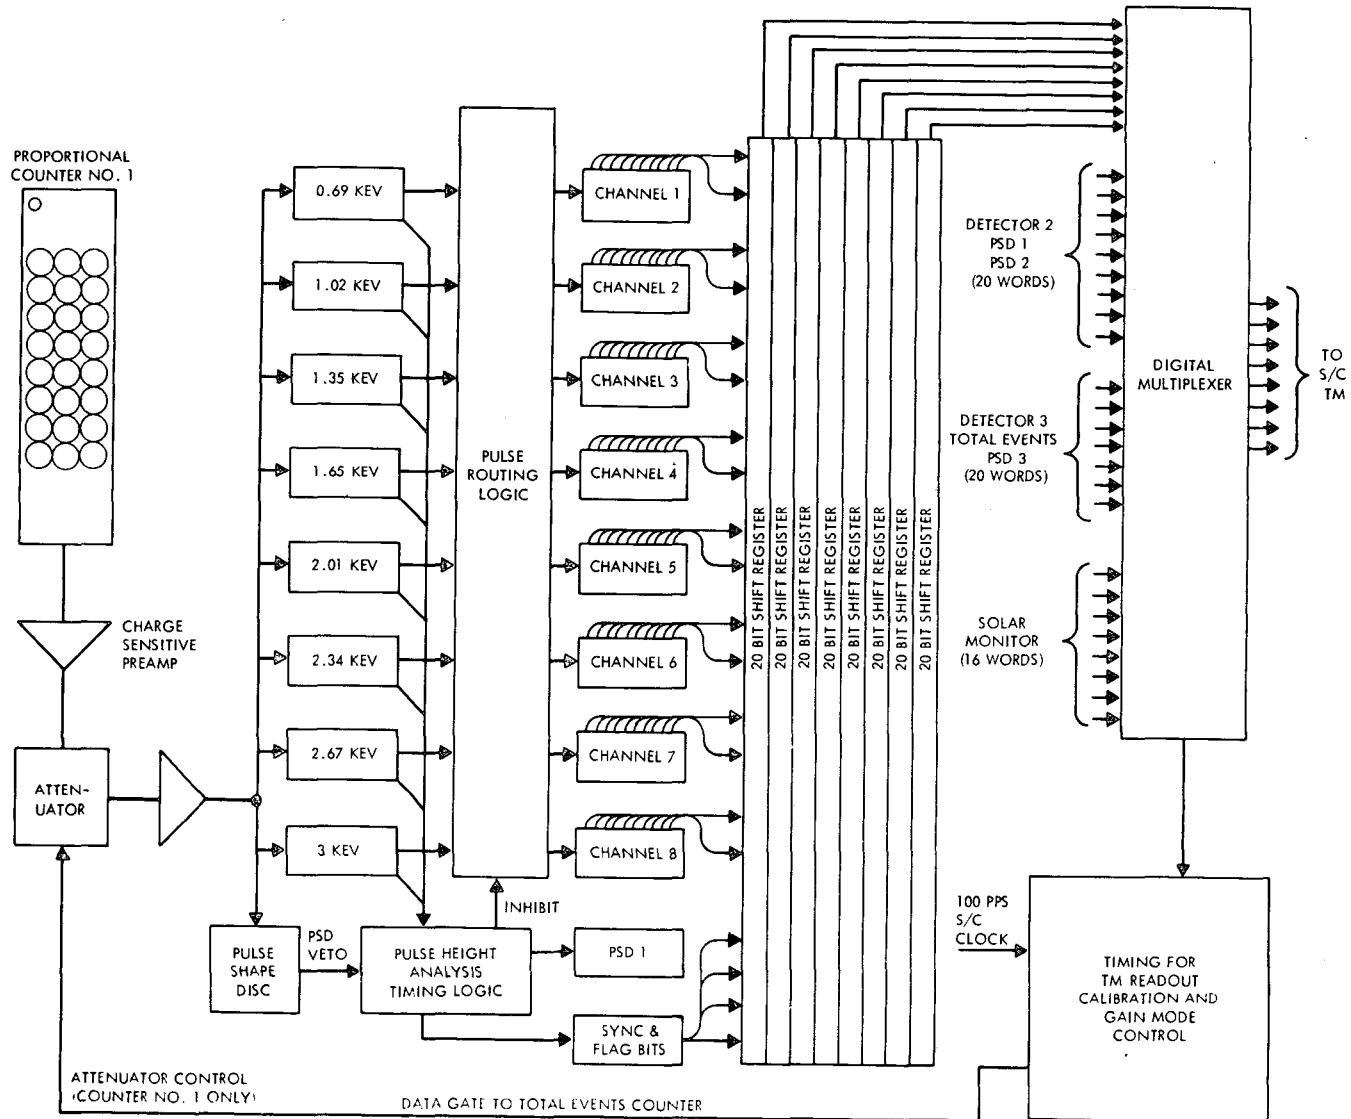 PROPORTIONAL
COUNTER NO. 1
CHARGE
SENSITIVE
PREAMP
ATTEN-
UATOR
0.69 KEV
1.02 KEV
1.35 KEV
1.65 KEV
2.01 KEV
2.34 KEV
2.67 KEV
3 KEV
PULSE
SHAPE
DISC
PSD
VETO
PULSE HEIGHT
ANALYSIS
TIMING LOGIC
INHIBIT
PULSE
ROUTING
LOGIC
CHANNEL 1
CHANNEL 2
CHANNEL 3
CHANNEL 4
CHANNEL 5
CHANNEL 6
CHANNEL 7
CHANNEL 8
PSD 1
SYNC &
FLAG BITS
20 BIT SHIFT REGISTER
20 BIT SHIFT REGISTER
20 BIT SHIFT REGISTER
20 BIT SHIFT REGISTER
20 BIT SHIFT REGISTER
20 BIT SHIFT REGISTER
20 BIT SHIFT REGISTER
20 BIT SHIFT REGISTER
DETECTOR 2
PSD 1
PSD 2
(20 WORDS)
DETECTOR 3
TOTAL EVENTS
PSD 3
(20 WORDS)
SOLAR
MONITOR
(16 WORDS)
DIGITAL
MULTIPLEXER
TO
S/C
TM
100 PPS
S/C
CLOCK
TIMING FOR
TM READOUT
CALIBRATION AND
GAIN MODE
CONTROL
ATTENUATOR CONTROL
(COUNTER NO. 1 ONLY)
DATA GATE TO TOTAL EVENTS COUNTER